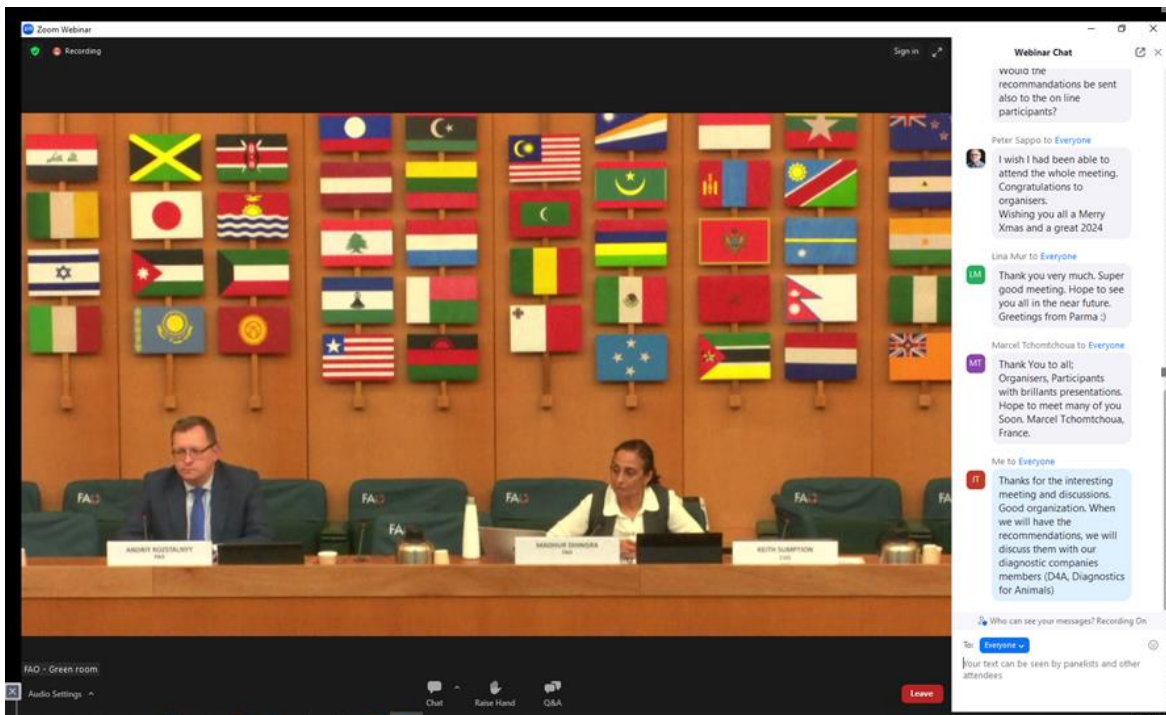 Zoom Webinar
Recording
Sign in
FAO
FAO
FA
FAO
FAO
FA
ANDRIY ROZSTALNYY
FAO
MADHUR DHINGRA
FAO
KEITH SUMPTION
FAO - Green room
Audio Settings
Chat
Raise Hand
Q&A
Leave
Webinar Chat
Would the
recommandations be sent
also to the on line
participants?
Peter Sappo to Everyone
I wish I had been able to
attend the whole meeting.
Congratulations to
organisers.
Wishing you all a Merry
Xmas and a great 2024
Lina Mur to Everyone
LM
Thank you very much. Super
good meeting. Hope to see
you all in the near future.
Greetings from Parma :)
Marcel Tchomtchoua to Everyone
MT
Thank You to all;
Organisers, Participants
with brillants presentations.
Hope to meet many of you
Soon. Marcel Tchomtchoua,
France.
Me to Everyone
Thanks for the interesting
meeting and discussions.
Good organization. When
we will have the
recommendations, we will
discuss them with our
diagnostic companies
members (D4A, Diagnostics
for Animals)
Who can see your messages? Recording On
To: Everyone
Your text can be seen by panelists and other
attendees